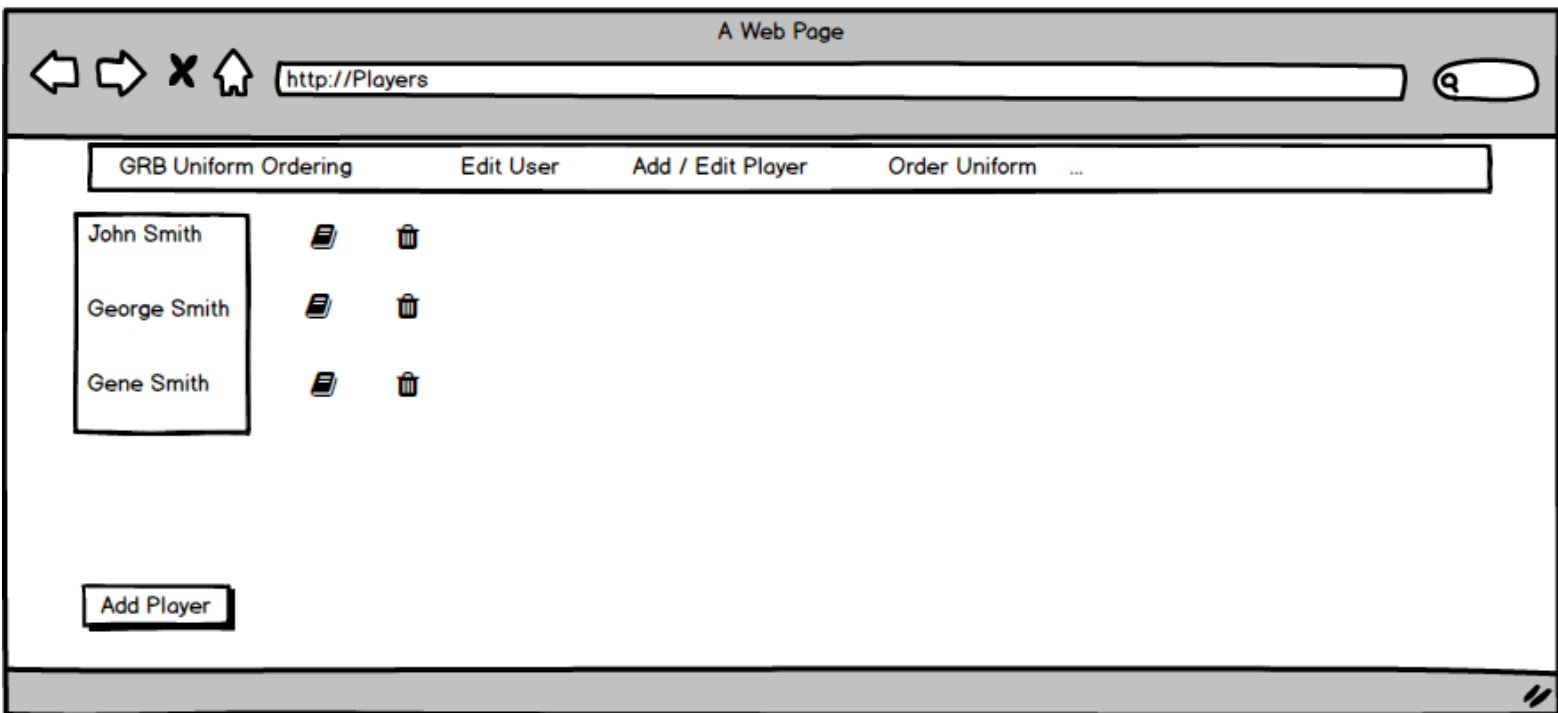 A Web Page
http://Players
GRB Uniform Ordering Edit User Add / Edit Player Order Uniform ...
John Smith
George Smith
Gene Smith
Add Player